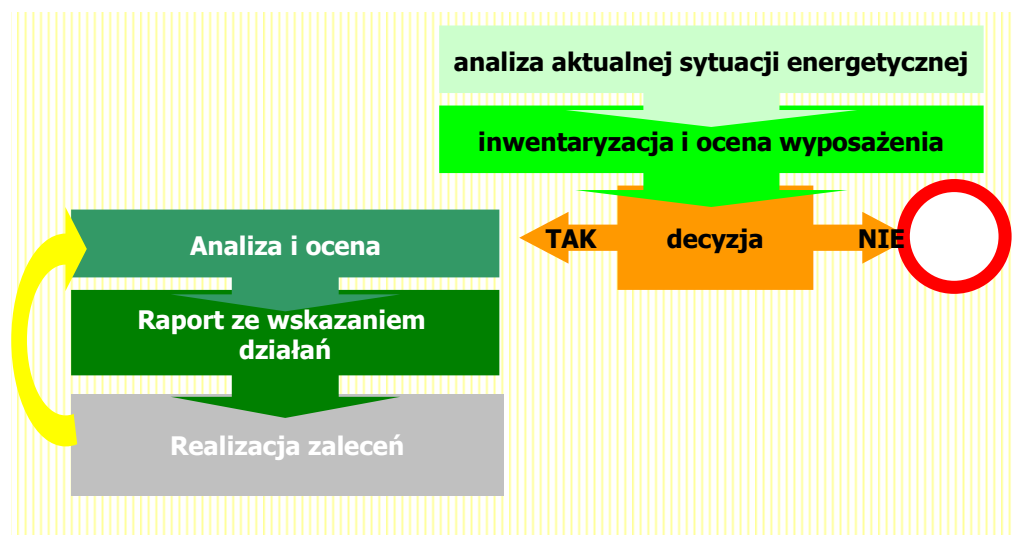 analiza aktualnej sytuacji energetycznej
inwentaryzacja i ocena wyposażenia
TAK
decyzja
NIE
Analiza i ocena
Raport ze wskazaniem
działań
Realizacja zaleceń